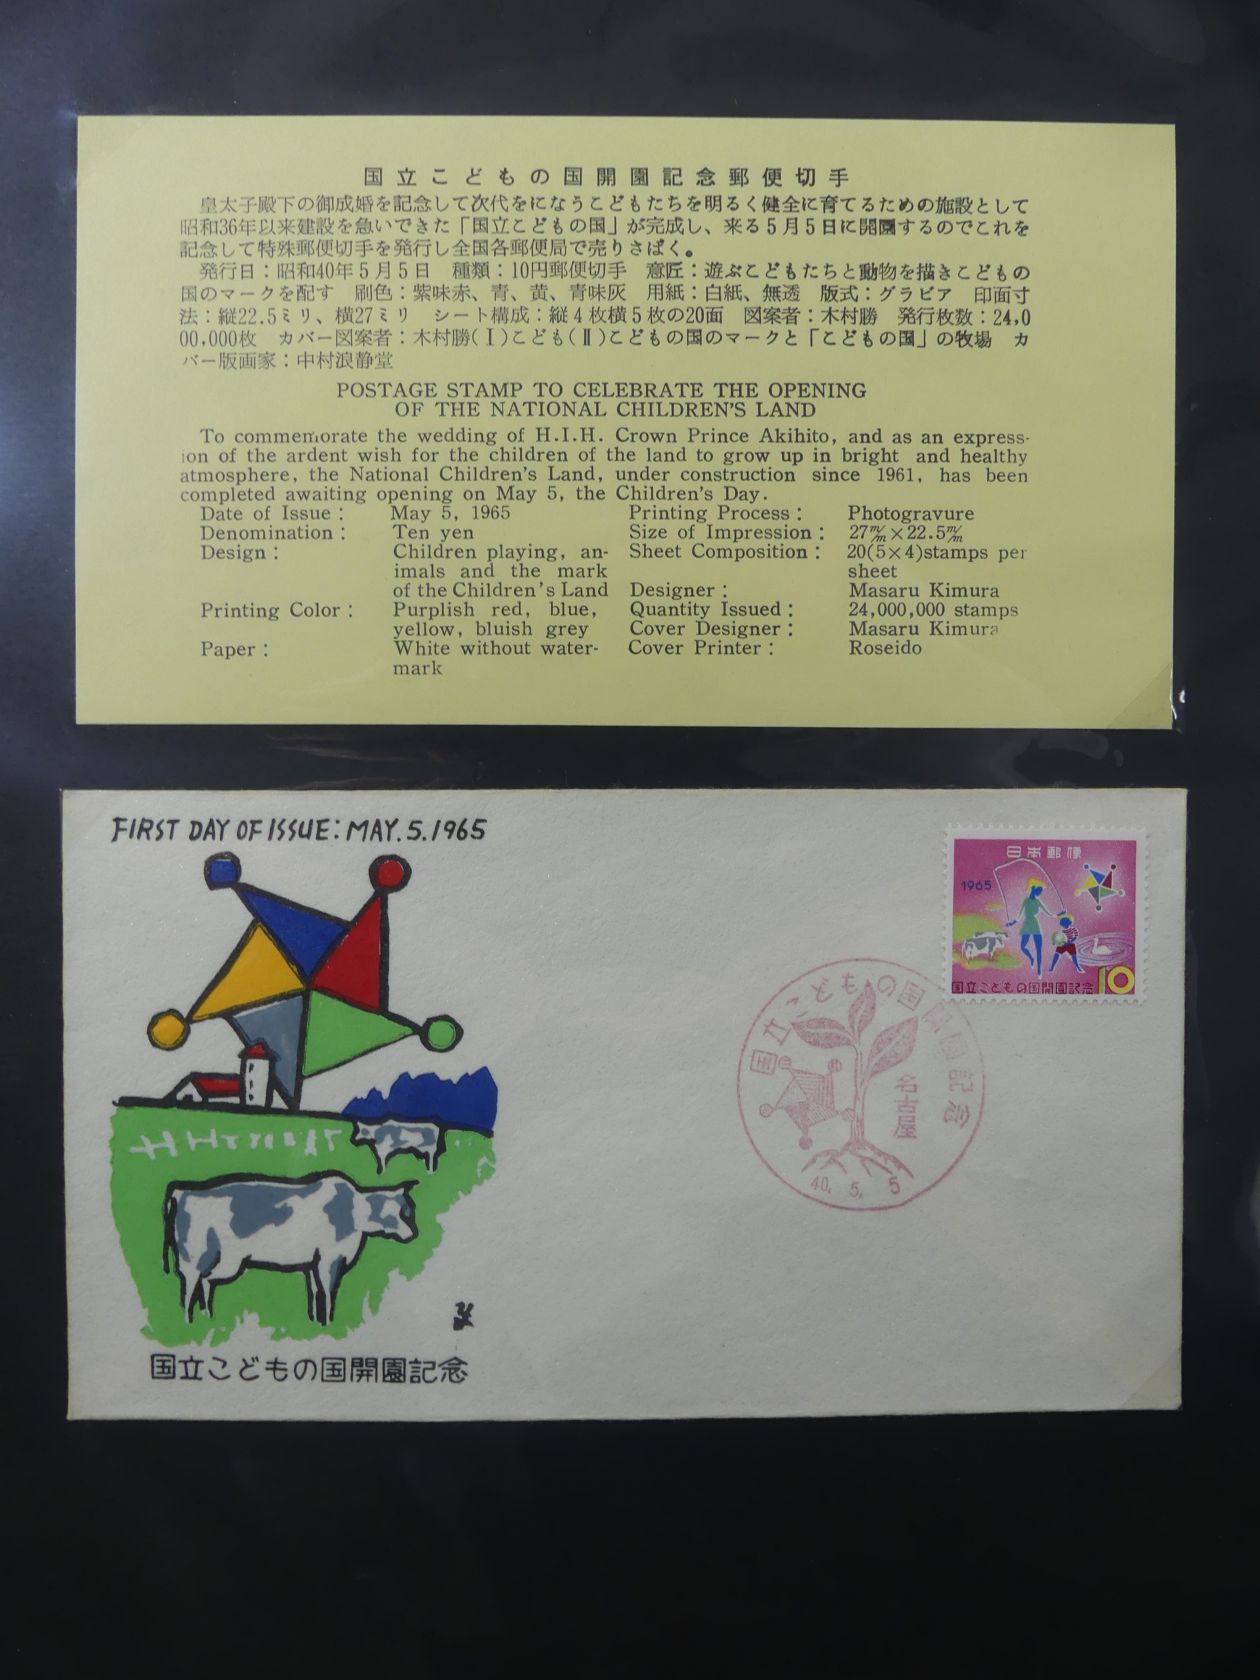 国立こどもの国開園記念郵便切手
皇太子殿下の御成婚を記念して次代をになうこどもたちを明るく健全に育てるための施設として
昭和36年以来建設を急いできた「国立こどもの国」が完成し、来る5月5日に開園するのでこれを
記念して特殊郵便切手を発行し全国各郵便局で売りさばく。
発行日：昭和40年5月5日 種類：10円郵便切手 意匠：遊ぶこどもたちと動物を描きこどもの
国のマークを配す 刷色：紫味赤、青、黄、青味灰 用紙：白紙、無透 版式：グラビア 印面寸
法：縦22.5ミリ、横27ミリ シート構成：縦4枚横5枚の20面 図案者：木村勝 発行枚数：24,0
00,000枚 カバー図案者：木村勝(Ⅰ)こども(Ⅱ)こどもの国のマークと「こどもの国」の牧場 カ
バー版画家：中村浪静堂
POSTAGE STAMP TO CELEBRATE THE OPENING
OF THE NATIONAL CHILDREN'S LAND
To commemorate the wedding of H.I.H. Crown Prince Akihito, and as an express-
ion of the ardent wish for the children of the land to grow up in bright and healthy
atmosphere, the National Children's Land, under construction since 1961, has been
completed awaiting opening on May 5, the Children's Day.
Date of Issue : May 5, 1965 Printing Process : Photogravure
Denomination : Ten yen Size of Impression : 27m/m×22.5m/m
Design : Children playing, an- Sheet Composition : 20(5×4)stamps per
imals and the mark sheet
of the Children's Land Designer : Masaru Kimura
Printing Color : Purplish red, blue, Quantity Issued : 24,000,000 stamps
yellow, bluish grey Cover Designer : Masaru Kimura
Paper : White without water- Cover Printer : Roseido
mark
FIRST DAY OF ISSUE: MAY.5.1965
日本郵便
1965
国立こどもの国開園記念 10
国立こどもの国開園記念
名古屋
40. 5. 5
国立こどもの国開園記念